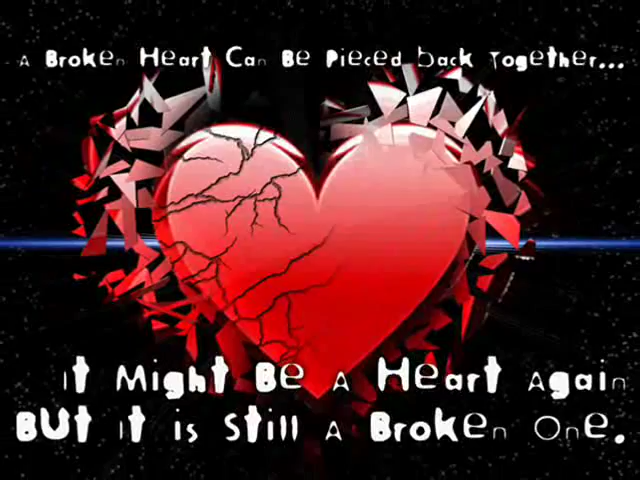 A Broken Heart Can Be Pieced back Together...
It Might Be A Heart Again
BUt It is Still A Broken One.